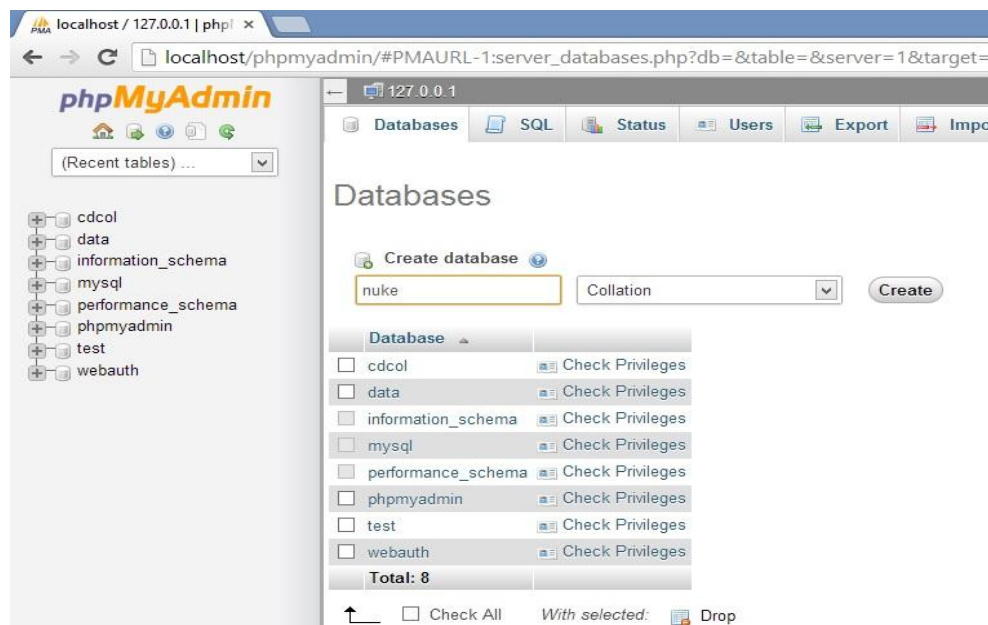 localhost / 127.0.0.1 | phpl
localhost/phpmyadmin/#PMAURL-1:server_databases.php?db=&table=&server=1&target=
phpMyAdmin
(Recent tables) ...
cdcol
data
information_schema
mysql
performance_schema
phpmyadmin
test
webauth
127.0.0.1
Databases SQL Status Users Export Impo
Databases
Create database
nuke Collation Create
Database
cdcol Check Privileges
data Check Privileges
information_schema Check Privileges
mysql Check Privileges
performance_schema Check Privileges
phpmyadmin Check Privileges
test Check Privileges
webauth Check Privileges
Total: 8
Check All With selected: Drop